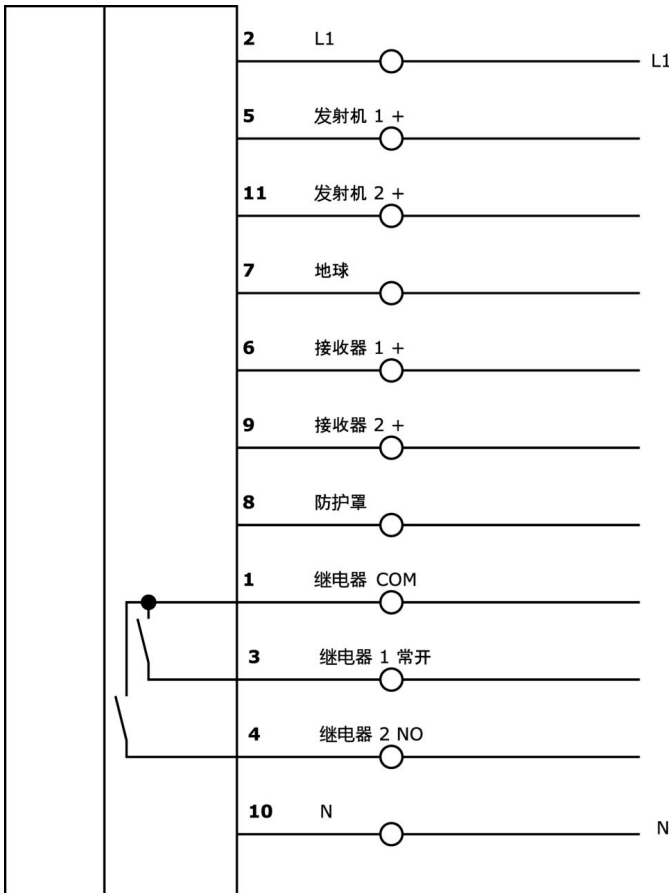 2 L1
L1
5 发射机 1 +
11 发射机 2 +
7 地球
6 接收器 1 +
9 接收器 2 +
8 防护罩
1 继电器 COM
3 继电器 1 常开
4 继电器 2 NO
10 N
N